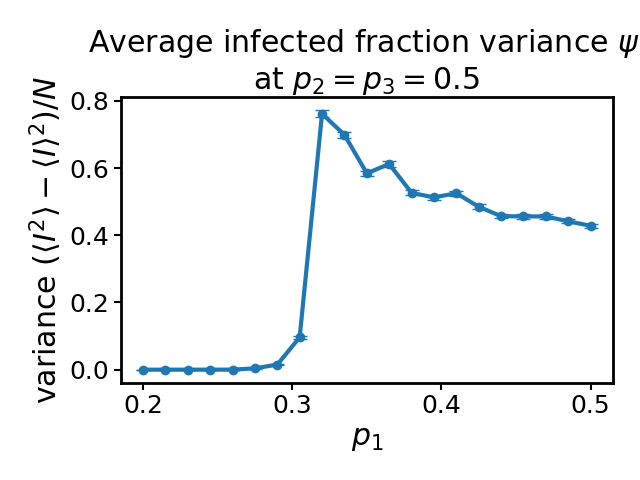 Average infected fraction variance ψ
at p₂ = p₃ = 0.5
variance (⟨I²⟩ − ⟨I⟩²)/N
0.8
0.6
0.4
0.2
0.0
0.2 0.3 0.4 0.5
p₁